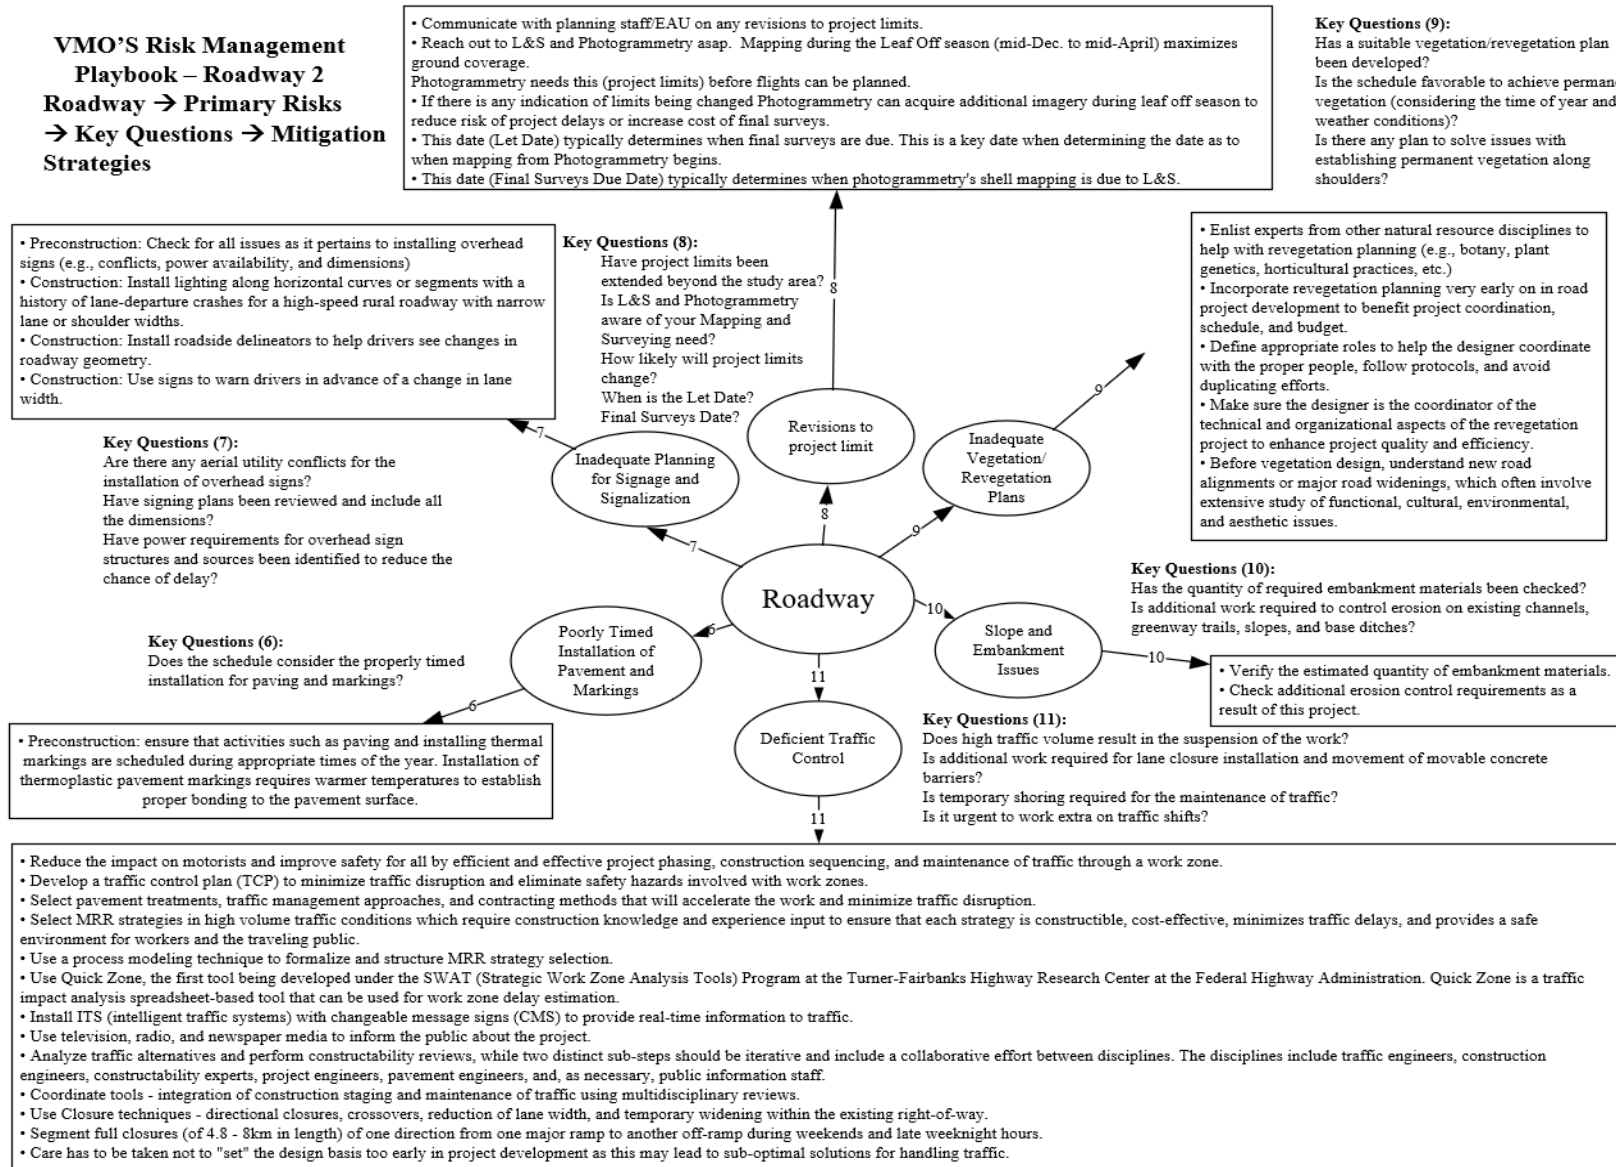 VMO'S Risk Management
Playbook – Roadway 2
Roadway → Primary Risks
→ Key Questions → Mitigation
Strategies
• Communicate with planning staff/EAU on any revisions to project limits.
• Reach out to L&S and Photogrammetry asap. Mapping during the Leaf Off season (mid-Dec. to mid-April) maximizes
ground coverage.
Photogrammetry needs this (project limits) before flights can be planned.
• If there is any indication of limits being changed Photogrammetry can acquire additional imagery during leaf off season to
reduce risk of project delays or increase cost of final surveys.
• This date (Let Date) typically determines when final surveys are due. This is a key date when determining the date as to
when mapping from Photogrammetry begins.
• This date (Final Surveys Due Date) typically determines when photogrammetry's shell mapping is due to L&S.
Key Questions (9):
Has a suitable vegetation/revegetation plan
been developed?
Is the schedule favorable to achieve permane
vegetation (considering the time of year and
weather conditions)?
Is there any plan to solve issues with
establishing permanent vegetation along
shoulders?
• Preconstruction: Check for all issues as it pertains to installing overhead
signs (e.g., conflicts, power availability, and dimensions)
• Construction: Install lighting along horizontal curves or segments with a
history of lane-departure crashes for a high-speed rural roadway with narrow
lane or shoulder widths.
• Construction: Install roadside delineators to help drivers see changes in
roadway geometry.
• Construction: Use signs to warn drivers in advance of a change in lane
width.
Key Questions (8):
Have project limits been
extended beyond the study area?
Is L&S and Photogrammetry
aware of your Mapping and
Surveying need?
How likely will project limits
change?
When is the Let Date?
Final Surveys Date?
8
• Enlist experts from other natural resource disciplines to
help with revegetation planning (e.g., botany, plant
genetics, horticultural practices, etc.)
• Incorporate revegetation planning very early on in road
project development to benefit project coordination,
schedule, and budget.
• Define appropriate roles to help the designer coordinate
with the proper people, follow protocols, and avoid
duplicating efforts.
• Make sure the designer is the coordinator of the
technical and organizational aspects of the revegetation
project to enhance project quality and efficiency.
• Before vegetation design, understand new road
alignments or major road widenings, which often involve
extensive study of functional, cultural, environmental,
and aesthetic issues.
9
7
Key Questions (7):
Are there any aerial utility conflicts for the
installation of overhead signs?
Have signing plans been reviewed and include all
the dimensions?
Have power requirements for overhead sign
structures and sources been identified to reduce the
chance of delay?
Inadequate Planning
for Signage and
Signalization
Revisions to
project limit
Inadequate
Vegetation/
Revegetation
Plans
7
8
9
Roadway
Key Questions (10):
Has the quantity of required embankment materials been checked?
Is additional work required to control erosion on existing channels,
greenway trails, slopes, and base ditches?
10
Slope and
Embankment
Issues
10
• Verify the estimated quantity of embankment materials.
• Check additional erosion control requirements as a
result of this project.
Key Questions (6):
Does the schedule consider the properly timed
installation for paving and markings?
6
Poorly Timed
Installation of
Pavement and
Markings
6
• Preconstruction: ensure that activities such as paving and installing thermal
markings are scheduled during appropriate times of the year. Installation of
thermoplastic pavement markings requires warmer temperatures to establish
proper bonding to the pavement surface.
11
Deficient Traffic
Control
11
Key Questions (11):
Does high traffic volume result in the suspension of the work?
Is additional work required for lane closure installation and movement of movable concrete
barriers?
Is temporary shoring required for the maintenance of traffic?
Is it urgent to work extra on traffic shifts?
• Reduce the impact on motorists and improve safety for all by efficient and effective project phasing, construction sequencing, and maintenance of traffic through a work zone.
• Develop a traffic control plan (TCP) to minimize traffic disruption and eliminate safety hazards involved with work zones.
• Select pavement treatments, traffic management approaches, and contracting methods that will accelerate the work and minimize traffic disruption.
• Select MRR strategies in high volume traffic conditions which require construction knowledge and experience input to ensure that each strategy is constructible, cost-effective, minimizes traffic delays, and provides a safe
environment for workers and the traveling public.
• Use a process modeling technique to formalize and structure MRR strategy selection.
• Use Quick Zone, the first tool being developed under the SWAT (Strategic Work Zone Analysis Tools) Program at the Turner-Fairbanks Highway Research Center at the Federal Highway Administration. Quick Zone is a traffic
impact analysis spreadsheet-based tool that can be used for work zone delay estimation.
• Install ITS (intelligent traffic systems) with changeable message signs (CMS) to provide real-time information to traffic.
• Use television, radio, and newspaper media to inform the public about the project.
• Analyze traffic alternatives and perform constructability reviews, while two distinct sub-steps should be iterative and include a collaborative effort between disciplines. The disciplines include traffic engineers, construction
engineers, constructability experts, project engineers, pavement engineers, and, as necessary, public information staff.
• Coordinate tools - integration of construction staging and maintenance of traffic using multidisciplinary reviews.
• Use Closure techniques - directional closures, crossovers, reduction of lane width, and temporary widening within the existing right-of-way.
• Segment full closures (of 4.8 - 8km in length) of one direction from one major ramp to another off-ramp during weekends and late weeknight hours.
• Care has to be taken not to "set" the design basis too early in project development as this may lead to sub-optimal solutions for handling traffic.